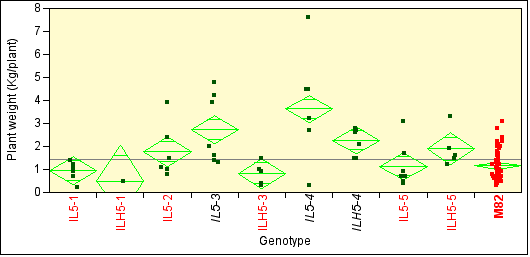 8
7
6
5
4
3
2
1
0
Plant weight (Kg/plant)
IL5-1
ILH5-1
IL5-2
IL5-3
ILH5-3
IL5-4
ILH5-4
IL5-5
ILH5-5
M82
Genotype